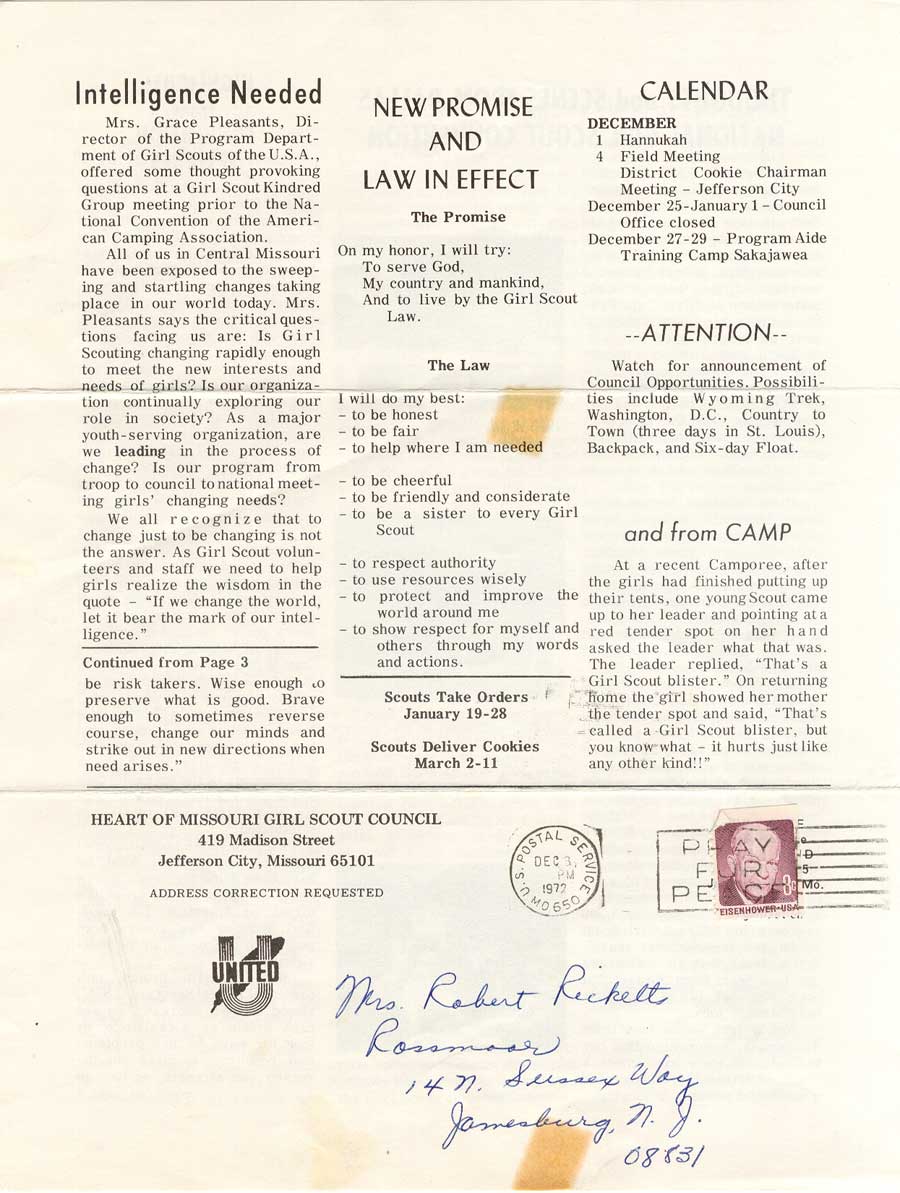 Intelligence Needed
Mrs. Grace Pleasants, Di-
rector of the Program Depart-
ment of Girl Scouts of the U.S.A.,
offered some thought provoking
questions at a Girl Scout Kindred
Group meeting prior to the Na-
tional Convention of the Ameri-
can Camping Association.
All of us in Central Missouri
have been exposed to the sweep-
ing and startling changes taking
place in our world today. Mrs.
Pleasants says the critical ques-
tions facing us are: Is Girl
Scouting changing rapidly enough
to meet the new interests and
needs of girls? Is our organiza-
tion continually exploring our
role in society? As a major
youth-serving organization, are
we leading in the process of
change? Is our program from
troop to council to national meet-
ing girls' changing needs?
We all recognize that to
change just to be changing is not
the answer. As Girl Scout volun-
teers and staff we need to help
girls realize the wisdom in the
quote – "If we change the world,
let it bear the mark of our intel-
ligence."
Continued from Page 3
be risk takers. Wise enough to
preserve what is good. Brave
enough to sometimes reverse
course, change our minds and
strike out in new directions when
need arises."
NEW PROMISE
AND
LAW IN EFFECT
The Promise
On my honor, I will try:
To serve God,
My country and mankind,
And to live by the Girl Scout
Law.
The Law
I will do my best:
– to be honest
– to be fair
– to help where I am needed
– to be cheerful
– to be friendly and considerate
– to be a sister to every Girl
Scout
– to respect authority
– to use resources wisely
– to protect and improve the
world around me
– to show respect for myself and
others through my words
and actions.
Scouts Take Orders
January 19-28
Scouts Deliver Cookies
March 2-11
CALENDAR
DECEMBER
1 Hannukah
4 Field Meeting
District Cookie Chairman
Meeting – Jefferson City
December 25-January 1 – Council
Office closed
December 27-29 – Program Aide
Training Camp Sakajawea
--ATTENTION--
Watch for announcement of
Council Opportunities. Possibili-
ties include Wyoming Trek,
Washington, D.C., Country to
Town (three days in St. Louis),
Backpack, and Six-day Float.
and from CAMP
At a recent Camporee, after
the girls had finished putting up
their tents, one young Scout came
up to her leader and pointing at a
red tender spot on her hand
asked the leader what that was.
The leader replied, "That's a
Girl Scout blister." On returning
home the girl showed her mother
the tender spot and said, "That's
called a Girl Scout blister, but
you know what – it hurts just like
any other kind!!"
HEART OF MISSOURI GIRL SCOUT COUNCIL
419 Madison Street
Jefferson City, Missouri 65101
ADDRESS CORRECTION REQUESTED
UNITED
U.S. POSTAL SERVICE
DEC
PM
1972
MO 650
PRAY
FOR
PEACE
8c
EISENHOWER·USA
Mo.
Mrs. Robert Ricketts
Rossmoor
14 N. Sussex Way
Jamesburg, N. J.
08831